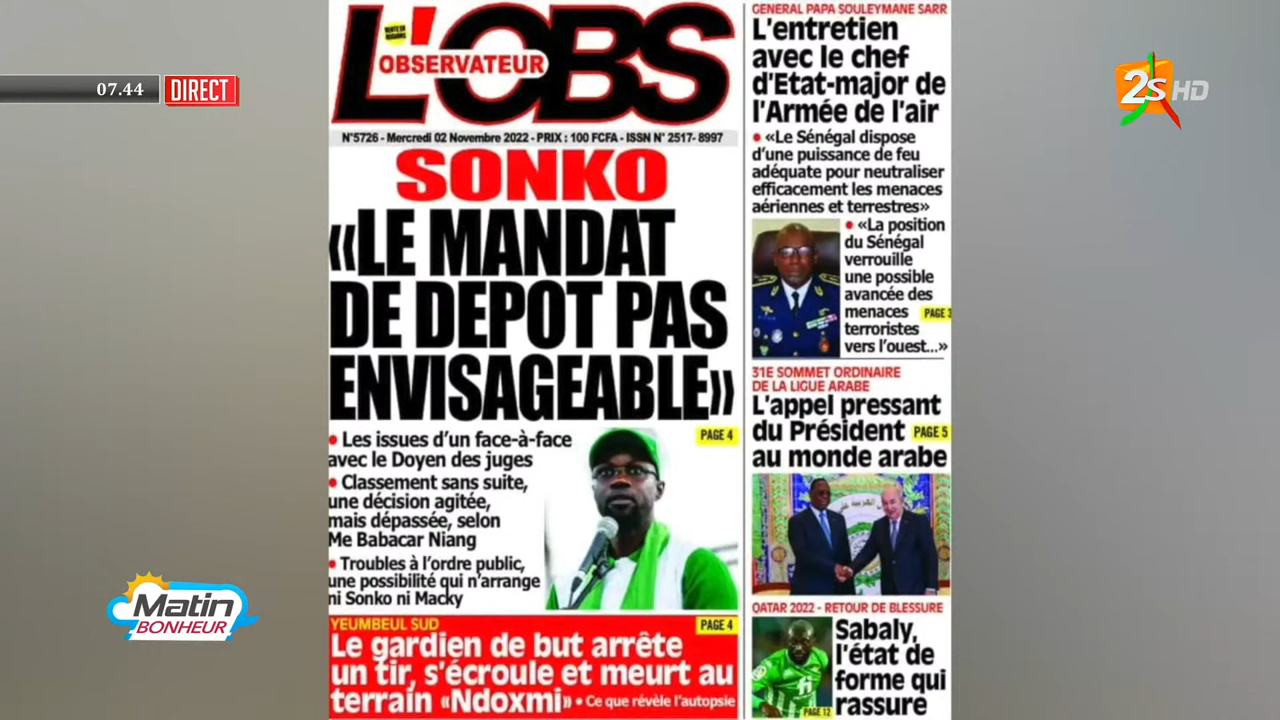 07.44 DIRECT
2s HD
L'OBS
OBSERVATEUR
N°5726 - Mercredi 02 Novembre 2022 - PRIX : 100 FCFA - ISSN N° 2517- 8997
SONKO
«LE MANDAT
DE DEPOT PAS
ENVISAGEABLE»
PAGE 4
• Les issues d'un face-à-face
avec le Doyen des juges
• Classement sans suite,
une décision agitée,
mais dépassée, selon
Me Babacar Niang
• Troubles à l'ordre public,
une possibilité qui n'arrange
ni Sonko ni Macky
YEUMBEUL SUD
PAGE 4
Le gardien de but arrête
un tir, s'écroule et meurt au
terrain «Ndoxmi» • Ce que révèle l'autopsie
GENERAL PAPA SOULEYMANE SARR
L'entretien
avec le chef
d'Etat-major de
l'Armée de l'air
• «Le Sénégal dispose
d'une puissance de feu
adéquate pour neutraliser
efficacement les menaces
aériennes et terrestres»
• «La position
du Sénégal
verrouille
une possible
avancée des
menaces PAGE 3
terroristes
vers l'ouest...»
31E SOMMET ORDINAIRE
DE LA LIGUE ARABE
L'appel pressant
du Président PAGE 5
au monde arabe
QATAR 2022 - RETOUR DE BLESSURE
Sabaly,
l'état de
forme qui
rassure
PAGE 12
Matin
BONHEUR